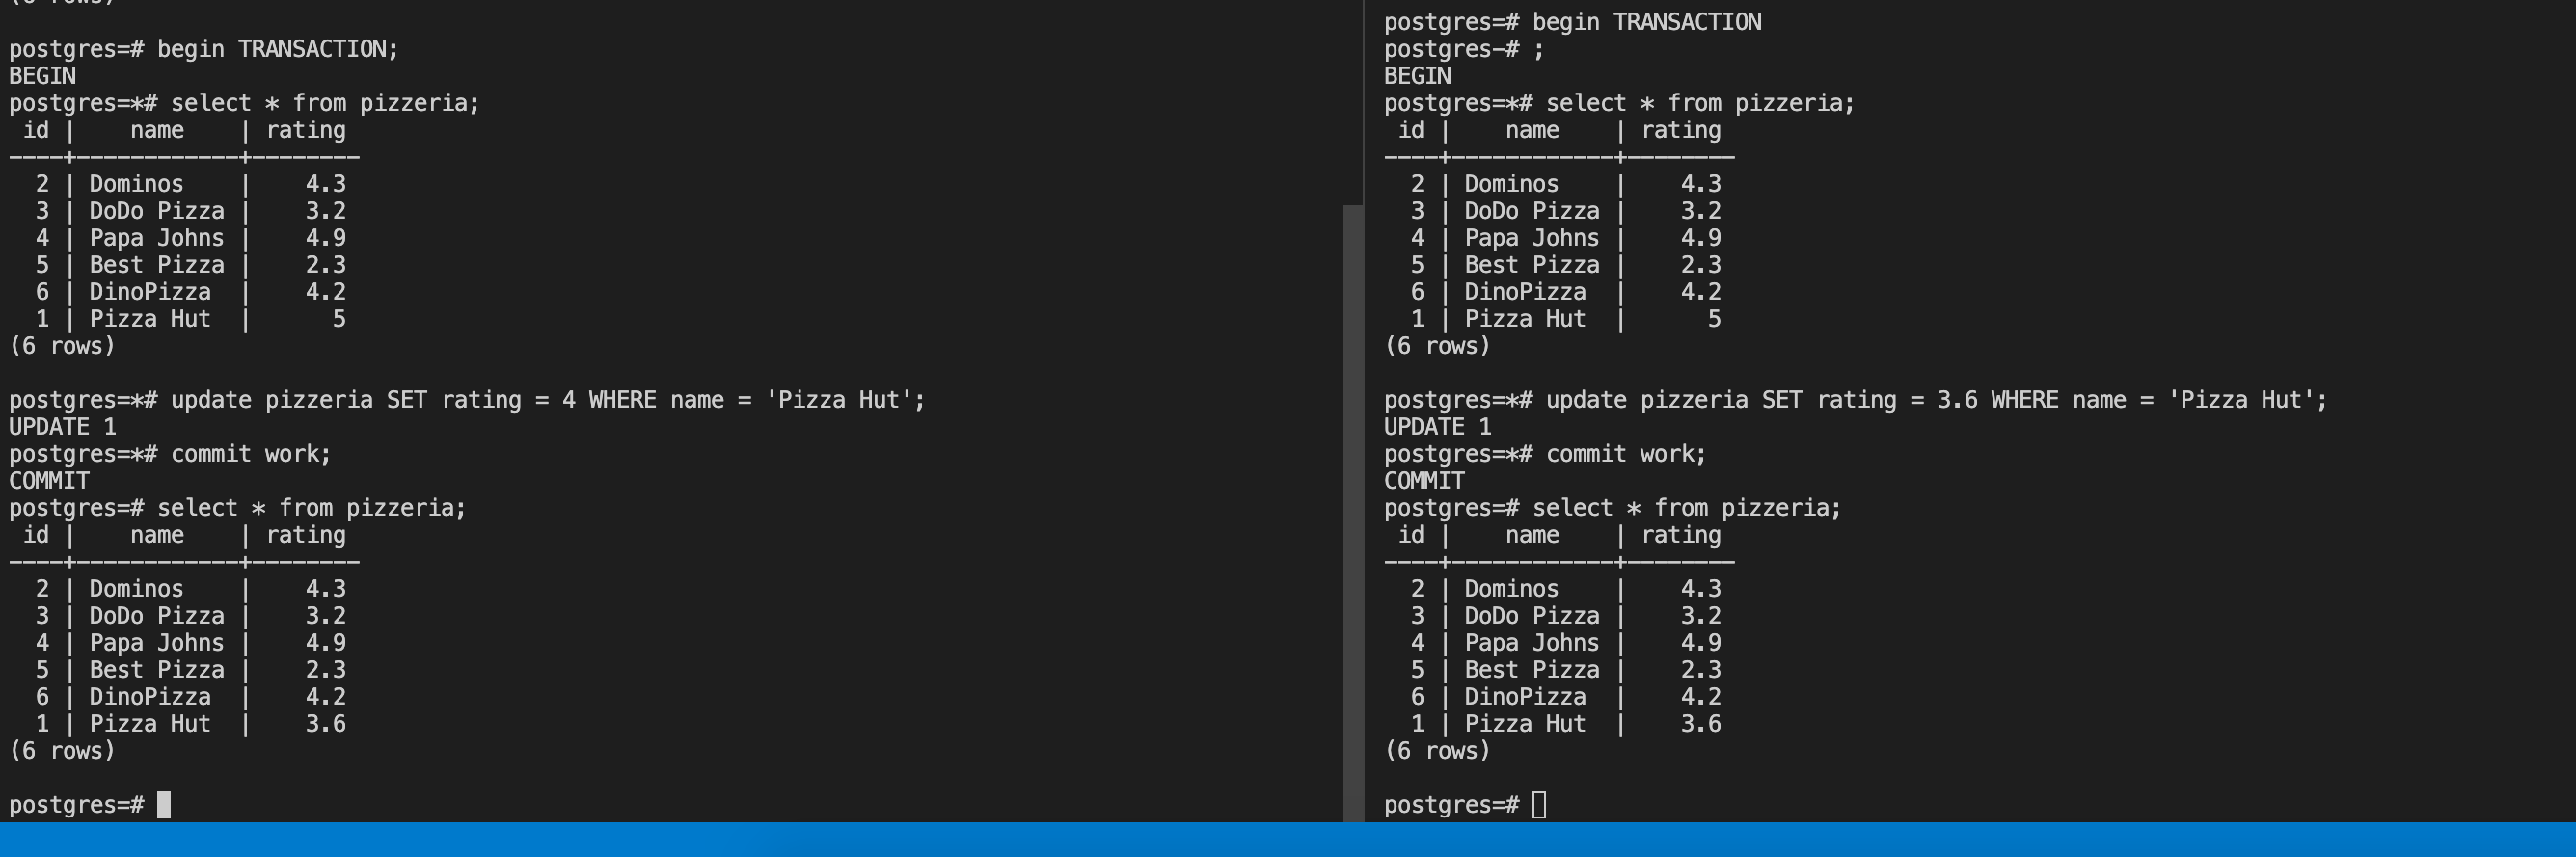 postgres=# begin TRANSACTION;
BEGIN
postgres=*# select * from pizzeria;
 id |    name    | rating
----+------------+--------
  2 | Dominos    |    4.3
  3 | DoDo Pizza |    3.2
  4 | Papa Johns |    4.9
  5 | Best Pizza |    2.3
  6 | DinoPizza  |    4.2
  1 | Pizza Hut  |      5
(6 rows)
postgres=*# update pizzeria SET rating = 4 WHERE name = 'Pizza Hut';
UPDATE 1
postgres=*# commit work;
COMMIT
postgres=# select * from pizzeria;
 id |    name    | rating
----+------------+--------
  2 | Dominos    |    4.3
  3 | DoDo Pizza |    3.2
  4 | Papa Johns |    4.9
  5 | Best Pizza |    2.3
  6 | DinoPizza  |    4.2
  1 | Pizza Hut  |    3.6
(6 rows)
postgres=#
postgres=# begin TRANSACTION
postgres-# ;
BEGIN
postgres=*# select * from pizzeria;
 id |    name    | rating
----+------------+--------
  2 | Dominos    |    4.3
  3 | DoDo Pizza |    3.2
  4 | Papa Johns |    4.9
  5 | Best Pizza |    2.3
  6 | DinoPizza  |    4.2
  1 | Pizza Hut  |      5
(6 rows)
postgres=*# update pizzeria SET rating = 3.6 WHERE name = 'Pizza Hut';
UPDATE 1
postgres=*# commit work;
COMMIT
postgres=# select * from pizzeria;
 id |    name    | rating
----+------------+--------
  2 | Dominos    |    4.3
  3 | DoDo Pizza |    3.2
  4 | Papa Johns |    4.9
  5 | Best Pizza |    2.3
  6 | DinoPizza  |    4.2
  1 | Pizza Hut  |    3.6
(6 rows)
postgres=#